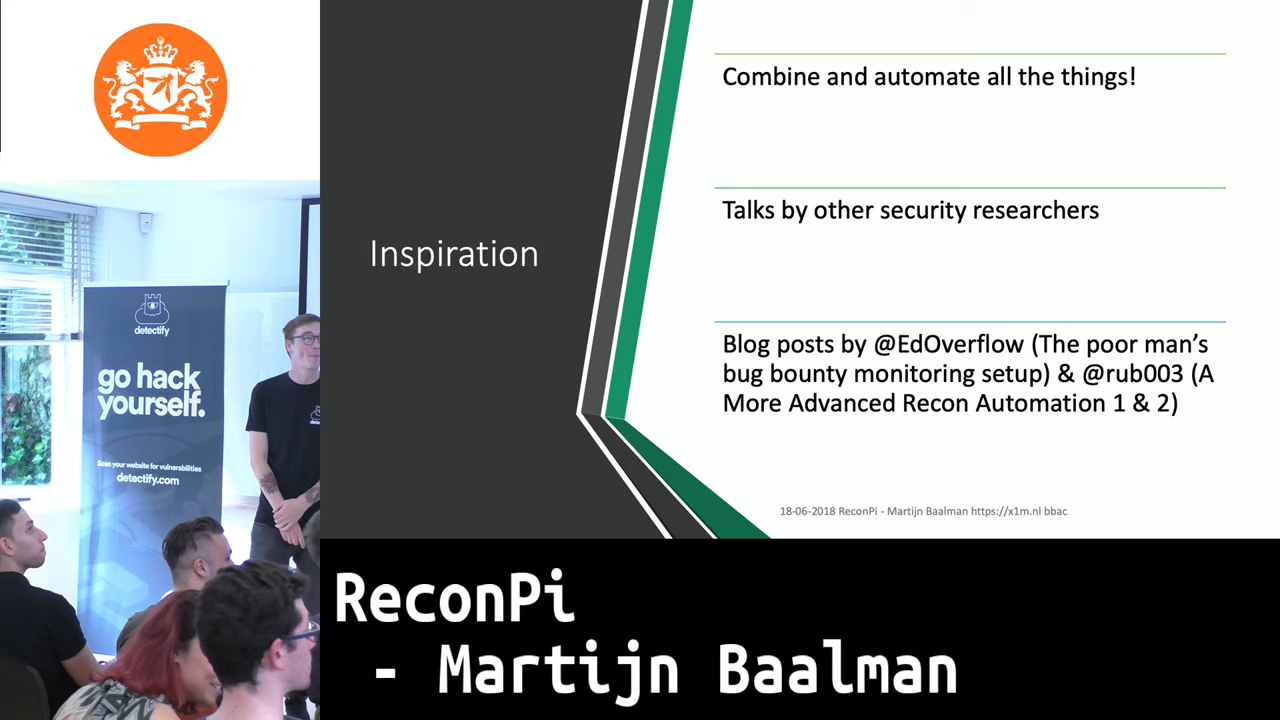 Inspiration
Combine and automate all the things!
Talks by other security researchers
Blog posts by @EdOverflow (The poor man's
bug bounty monitoring setup) & @rub003 (A
More Advanced Recon Automation 1 & 2)
18-06-2018 ReconPi - Martijn Baalman https://x1m.nl bbac
detectify
go hack
yourself.
Scan your website for vulnerabilities
detectify.com
ReconPi
- Martijn Baalman